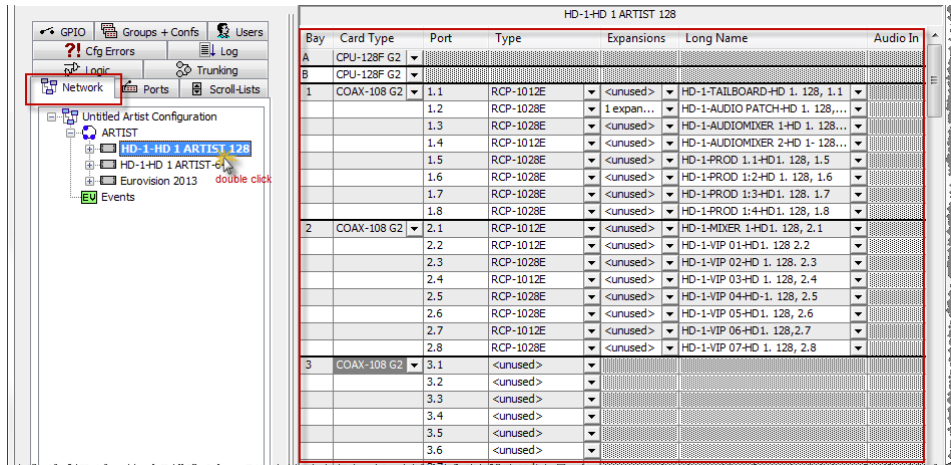 GPIO Groups + Confs Users
?! Cfg Errors Log
Logic Trunking
Network Ports Scroll-Lists
Untitled Artist Configuration
ARTIST
HD-1-HD 1 ARTIST 128
HD-1-HD 1 ARTIST-6
Eurovision 2013
double click
EV Events
HD-1-HD 1 ARTIST 128
Bay Card Type Port Type Expansions Long Name Audio In
A CPU-128F G2
B CPU-128F G2
1 COAX-108 G2 1.1 RCP-1012E <unused> HD-1-TAILBOARD-HD 1. 128, 1.1
1.2 RCP-1028E 1 expan... HD-1-AUDIO PATCH-HD 1. 128,...
1.3 RCP-1028E <unused> HD-1-AUDIOMIXER 1-HD 1. 128...
1.4 RCP-1012E <unused> HD-1-AUDIOMIXER 2-HD 1- 128...
1.5 RCP-1028E <unused> HD-1-PROD 1.1-HD1. 128, 1.5
1.6 RCP-1028E <unused> HD-1-PROD 1:2-HD 1. 128, 1.6
1.7 RCP-1028E <unused> HD-1-PROD 1:3-HD1. 128. 1.7
1.8 RCP-1028E <unused> HD-1-PROD 1:4-HD1. 128, 1.8
2 COAX-108 G2 2.1 RCP-1012E <unused> HD-1-MIXER 1-HD1. 128, 2.1
2.2 RCP-1012E <unused> HD-1-VIP 01-HD1. 128 2.2
2.3 RCP-1028E <unused> HD-1-VIP 02-HD 1. 128. 2.3
2.4 RCP-1012E <unused> HD-1-VIP 03-HD 1. 128, 2.4
2.5 RCP-1028E <unused> HD-1-VIP 04-HD-1. 128, 2.5
2.6 RCP-1028E <unused> HD-1-VIP 05-HD1. 128, 2.6
2.7 RCP-1012E <unused> HD-1-VIP 06-HD1. 128,2.7
2.8 RCP-1028E <unused> HD-1-VIP 07-HD 1. 128, 2.8
3 COAX-108 G2 3.1 <unused>
3.2 <unused>
3.3 <unused>
3.4 <unused>
3.5 <unused>
3.6 <unused>